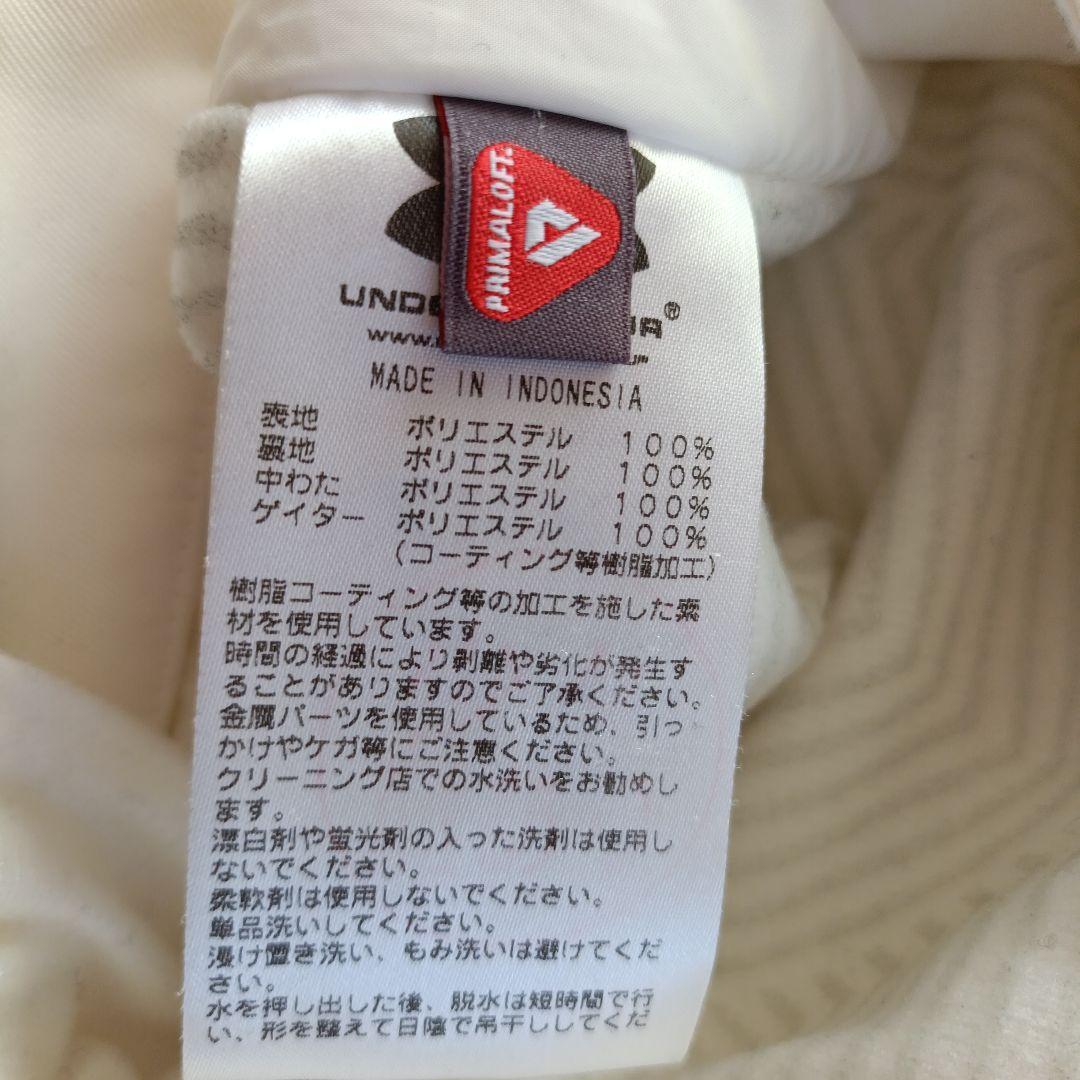 PRIMALOFT®
www.
MADE IN INDONESIA
表地 ポリエステル 100%
裏地 ポリエステル 100%
中わた ポリエステル 100%
ゲイター ポリエステル 100%
(コーティング等樹脂加工)
樹脂コーティング等の加工を施した素
材を使用しています。
時間の経過により剥離や劣化が発生す
ることがありますのでご了承ください。
金属パーツを使用しているため、引っ
かけやケガ等にご注意ください。
クリーニング店での水洗いをお勧めし
ます。
漂白剤や蛍光剤の入った洗剤は使用し
ないでください。
柔軟剤は使用しないでください。
単品洗いしてください。
浸け置き洗い、もみ洗いは避けてくだ
さい。
水を押し出した後、脱水は短時間で行
い、形を整えて日陰で吊干ししてくだ